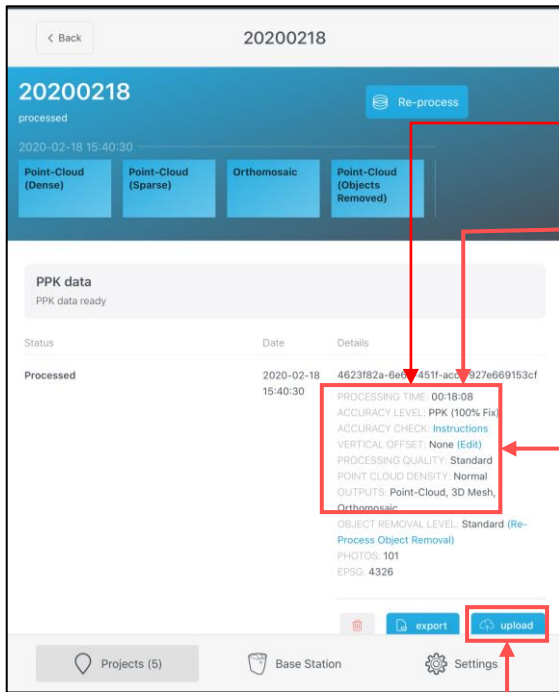 Back
20200218
20200218
processed
Re-process
2020-02-18 15:40:30
Point-Cloud (Dense)
Point-Cloud (Sparse)
Orthomosaic
Point-Cloud (Objects Removed)
PPK data
PPK data ready
Status
Date
Details
Processed
2020-02-18
15:40:30
PROCESSING TIME: 00:18:08
ACCURACY LEVEL: PPK (100% Fix)
ACCURACY CHECK: Instructions
VERTICAL OFFSET: None (Edit)
PROCESSING QUALITY: Standard
POINT CLOUD DENSITY: Normal
OUTPUTS: Point-Cloud, 3D Mesh,
Orthomosaic
OBJECT REMOVAL LEVEL: Standard (Re-
Process Object Removal)
PHOTOS: 101
EPSG: 4326
export
upload
Projects (5)
Base Station
Settings